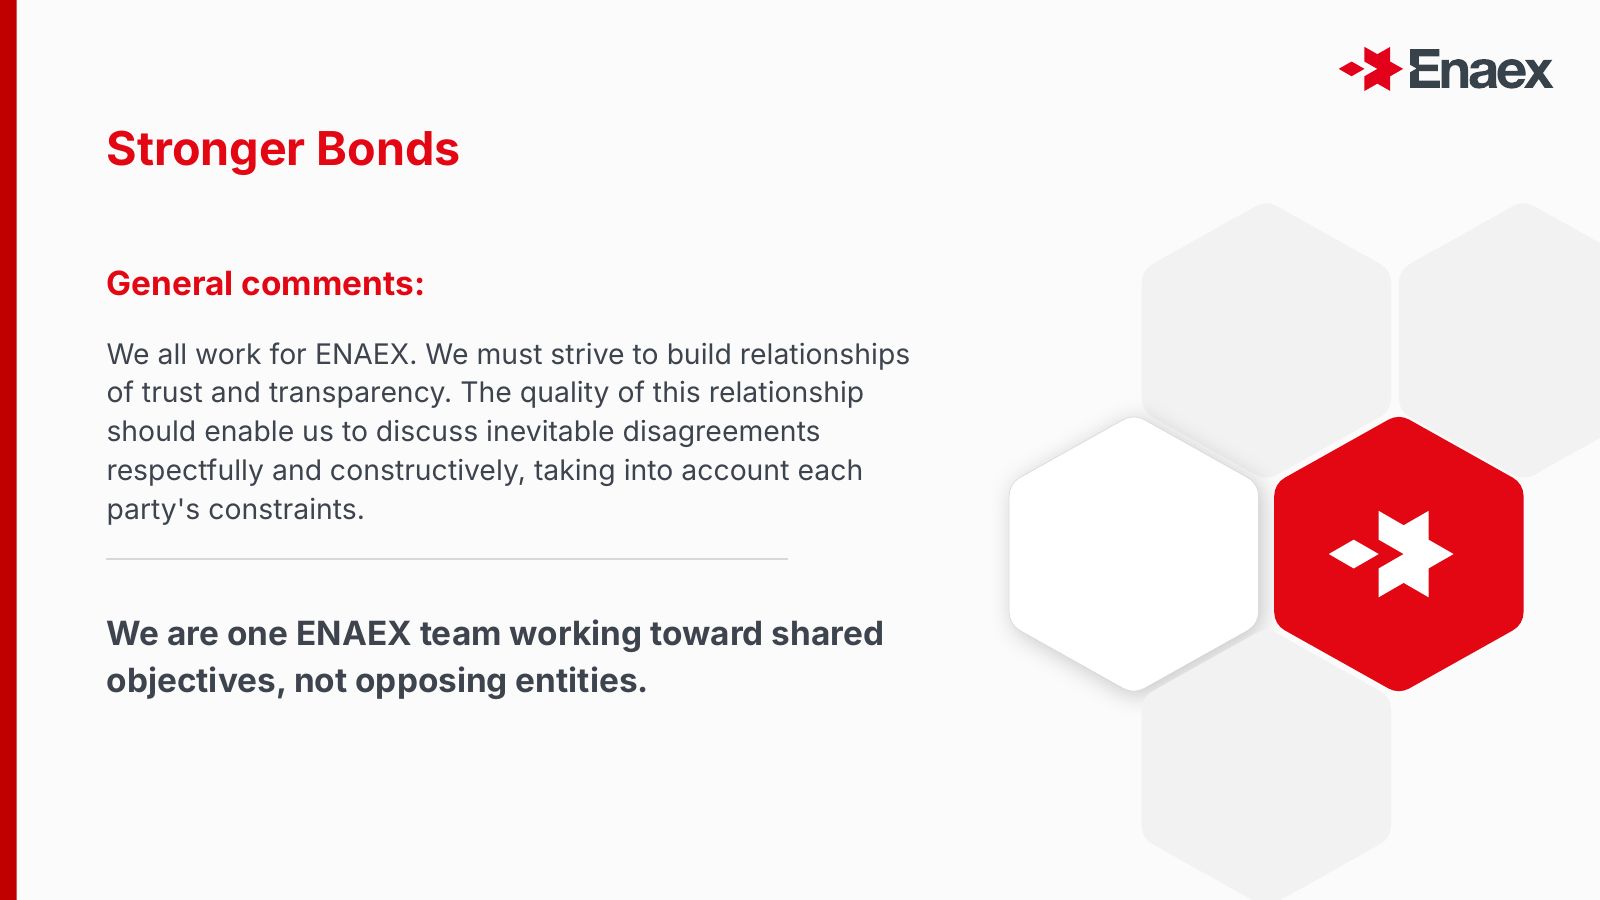 Enaex
Stronger Bonds
General comments:
We all work for ENAEX. We must strive to build relationships
of trust and transparency. The quality of this relationship
should enable us to discuss inevitable disagreements
respectfully and constructively, taking into account each
party's constraints.
We are one ENAEX team working toward shared
objectives, not opposing entities.